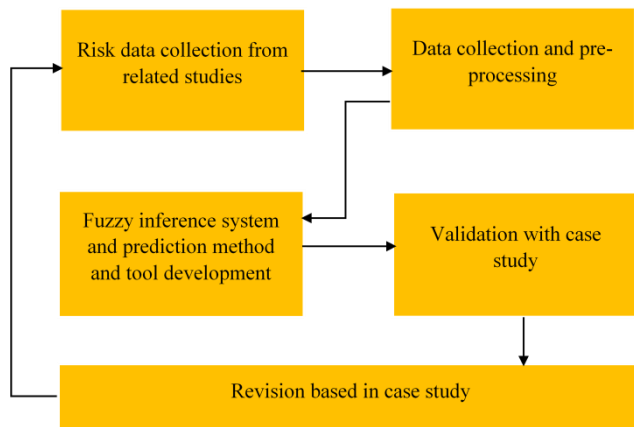 Risk data collection from
related studies
Data collection and pre-
processing
Fuzzy inference system
and prediction method
and tool development
Validation with case
study
Revision based in case study